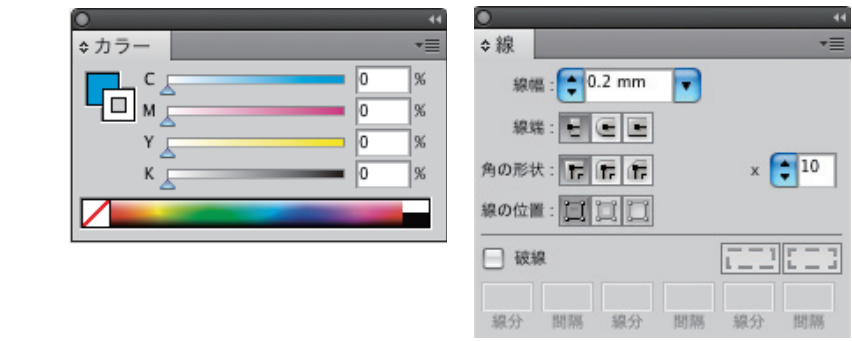 カラー
C 0 %
M 0 %
Y 0 %
K 0 %
線
線幅 : 0.2 mm
線端 :
角の形状 : x 10
線の位置 :
破線
線分 間隔 線分 間隔 線分 間隔